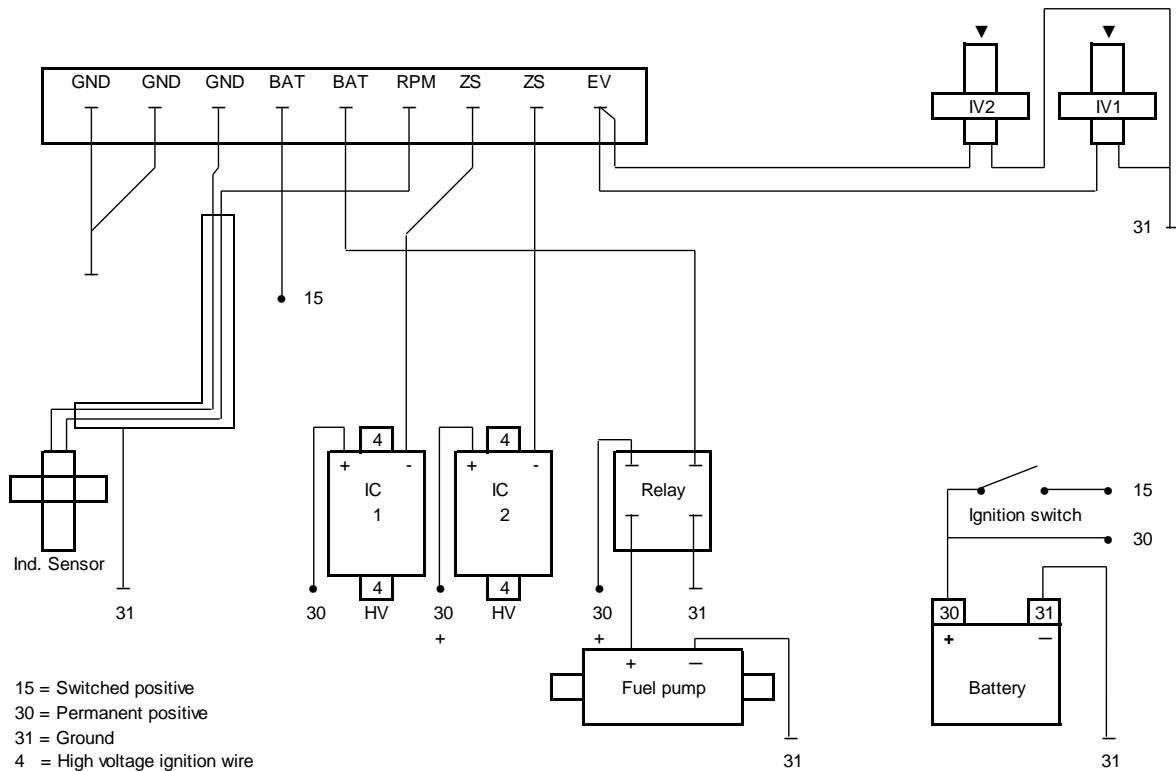 GND GND GND BAT BAT RPM ZS ZS EV
IV2 IV1
31
15
4 4
+ - + -
IC 1
IC 2
Relay
15
Ignition switch
30
Ind. Sensor
4 4
31
30 HV 30 HV 30 31
+ +
30 31
+ –
Battery
+ –
Fuel pump
15 = Switched positive
30 = Permanent positive
31 = Ground
4 = High voltage ignition wire
31
31